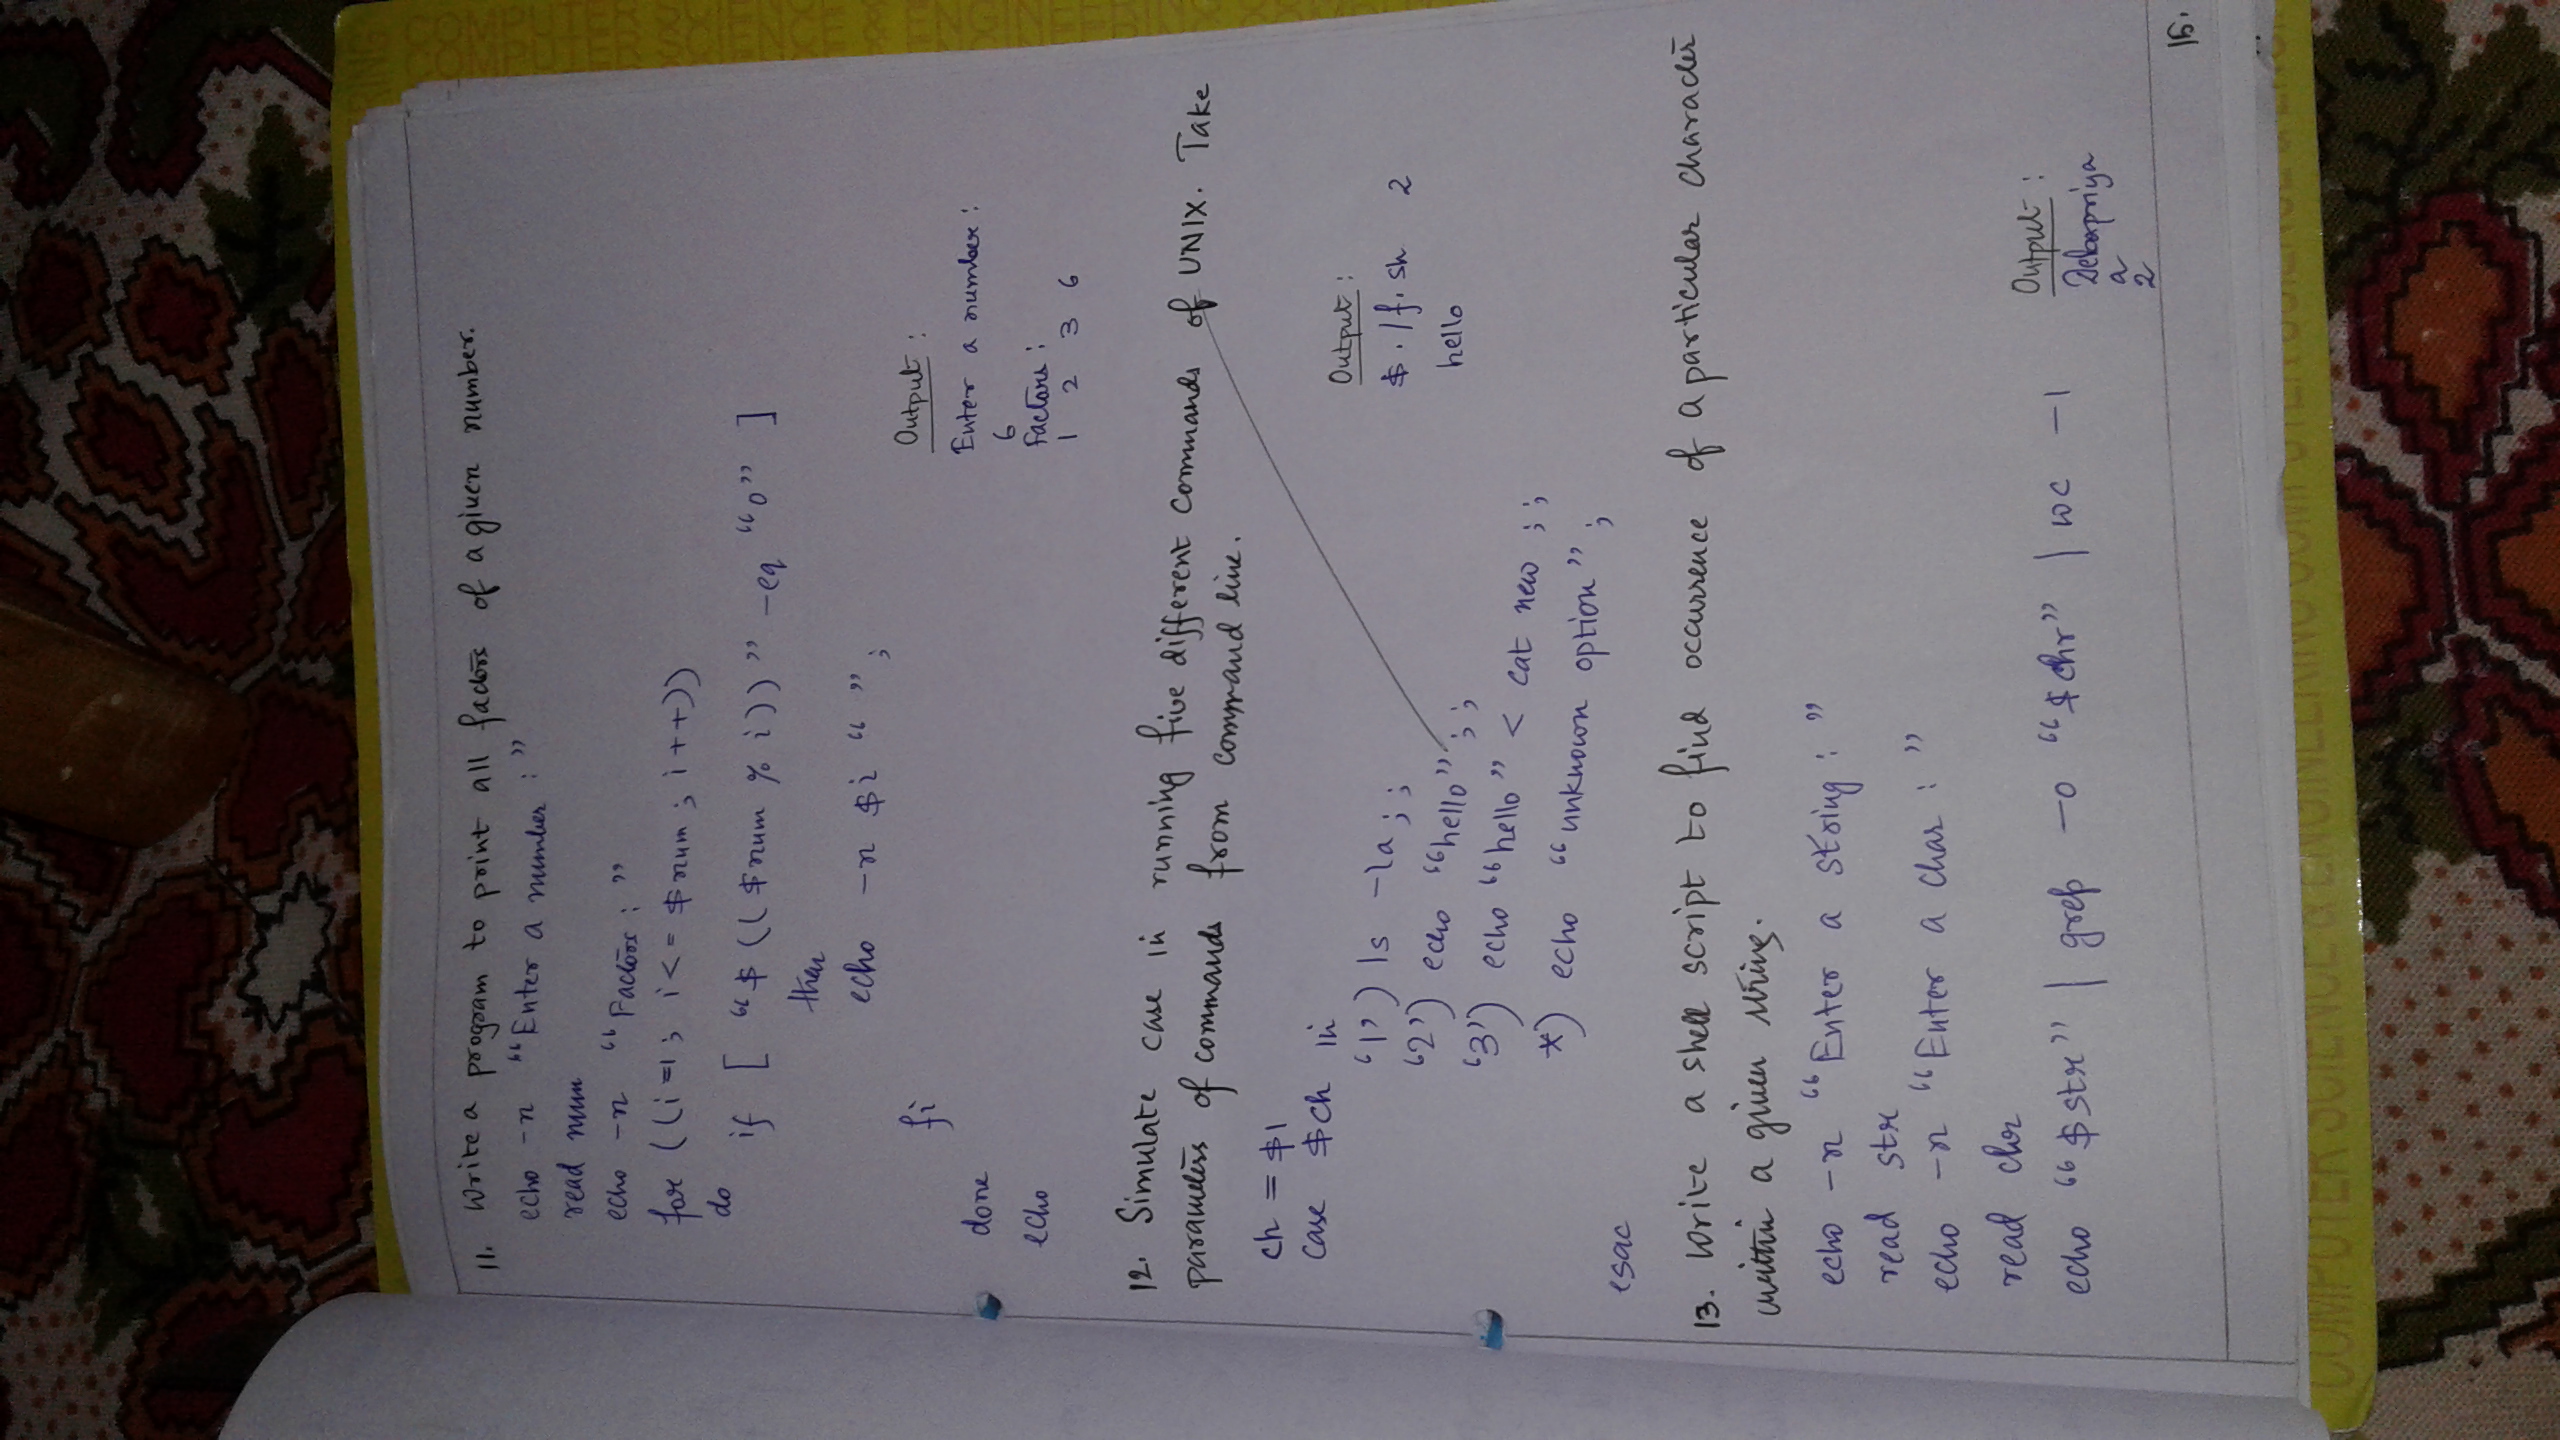 11. Write a program to print all factors of a given number.
echo -n "Enter a number : "
read num
echo -n "Factors : "
for ((i=1; i<= $num; i++))
do
if [ "$(($num % i))" -eq "0" ]
then
echo -n $i " ";
fi
done
echo
Output :
Enter a number :
6
Factors :
1 2 3 6
12. Simulate case in running five different commands of UNIX. Take
parameters of commands from command line.
ch = $1
case $ch in
'1') ls -la ;;
'2') echo "hello" ;;
'3') echo "hello" < cat new ;;
*) echo "unknown option" ;
esac
Output :
$ ./f.sh 2
hello
13. Write a shell script to find occurrence of a particular character
within a given string.
echo -n "Enter a string : "
read str
echo -n "Enter a char : "
read chr
echo "$str" | grep -o "$chr" | wc -l
Output :
Debapriya
a
2
15.
COMPUTER SCIENCE & ENGINEERING COMPUTER SCIENCE & ENGI